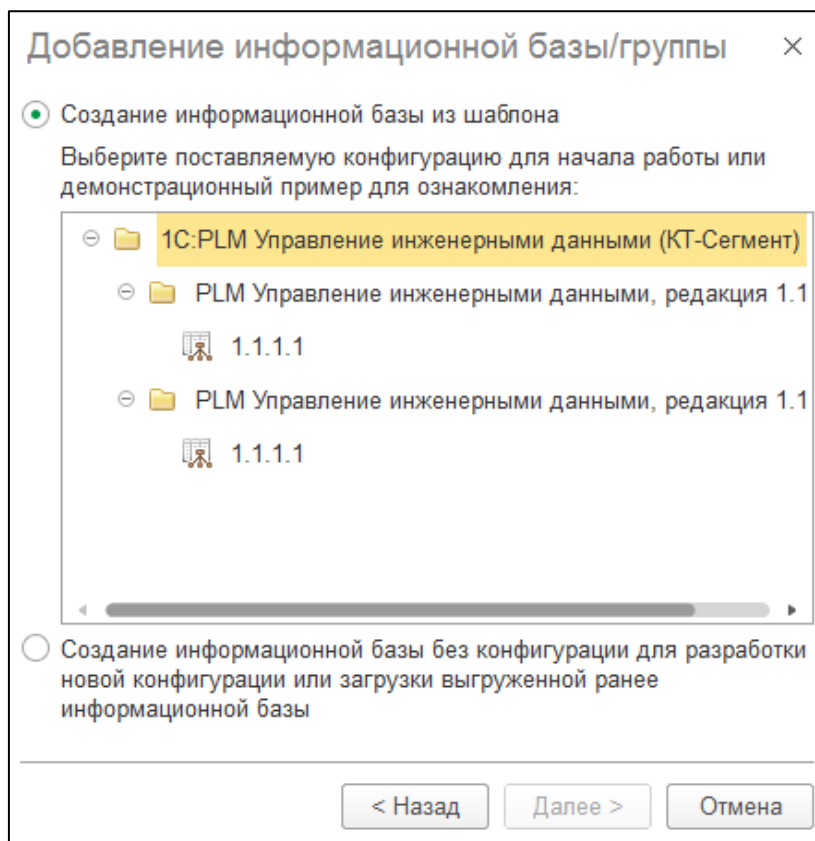 Добавление информационной базы/группы
Создание информационной базы из шаблона
Выберите поставляемую конфигурацию для начала работы или
демонстрационный пример для ознакомления:
1С:PLM Управление инженерными данными (КТ-Сегмент)
PLM Управление инженерными данными, редакция 1.1
1.1.1.1
PLM Управление инженерными данными, редакция 1.1
1.1.1.1
Создание информационной базы без конфигурации для разработки
новой конфигурации или загрузки выгруженной ранее
информационной базы
< Назад
Далее >
Отмена